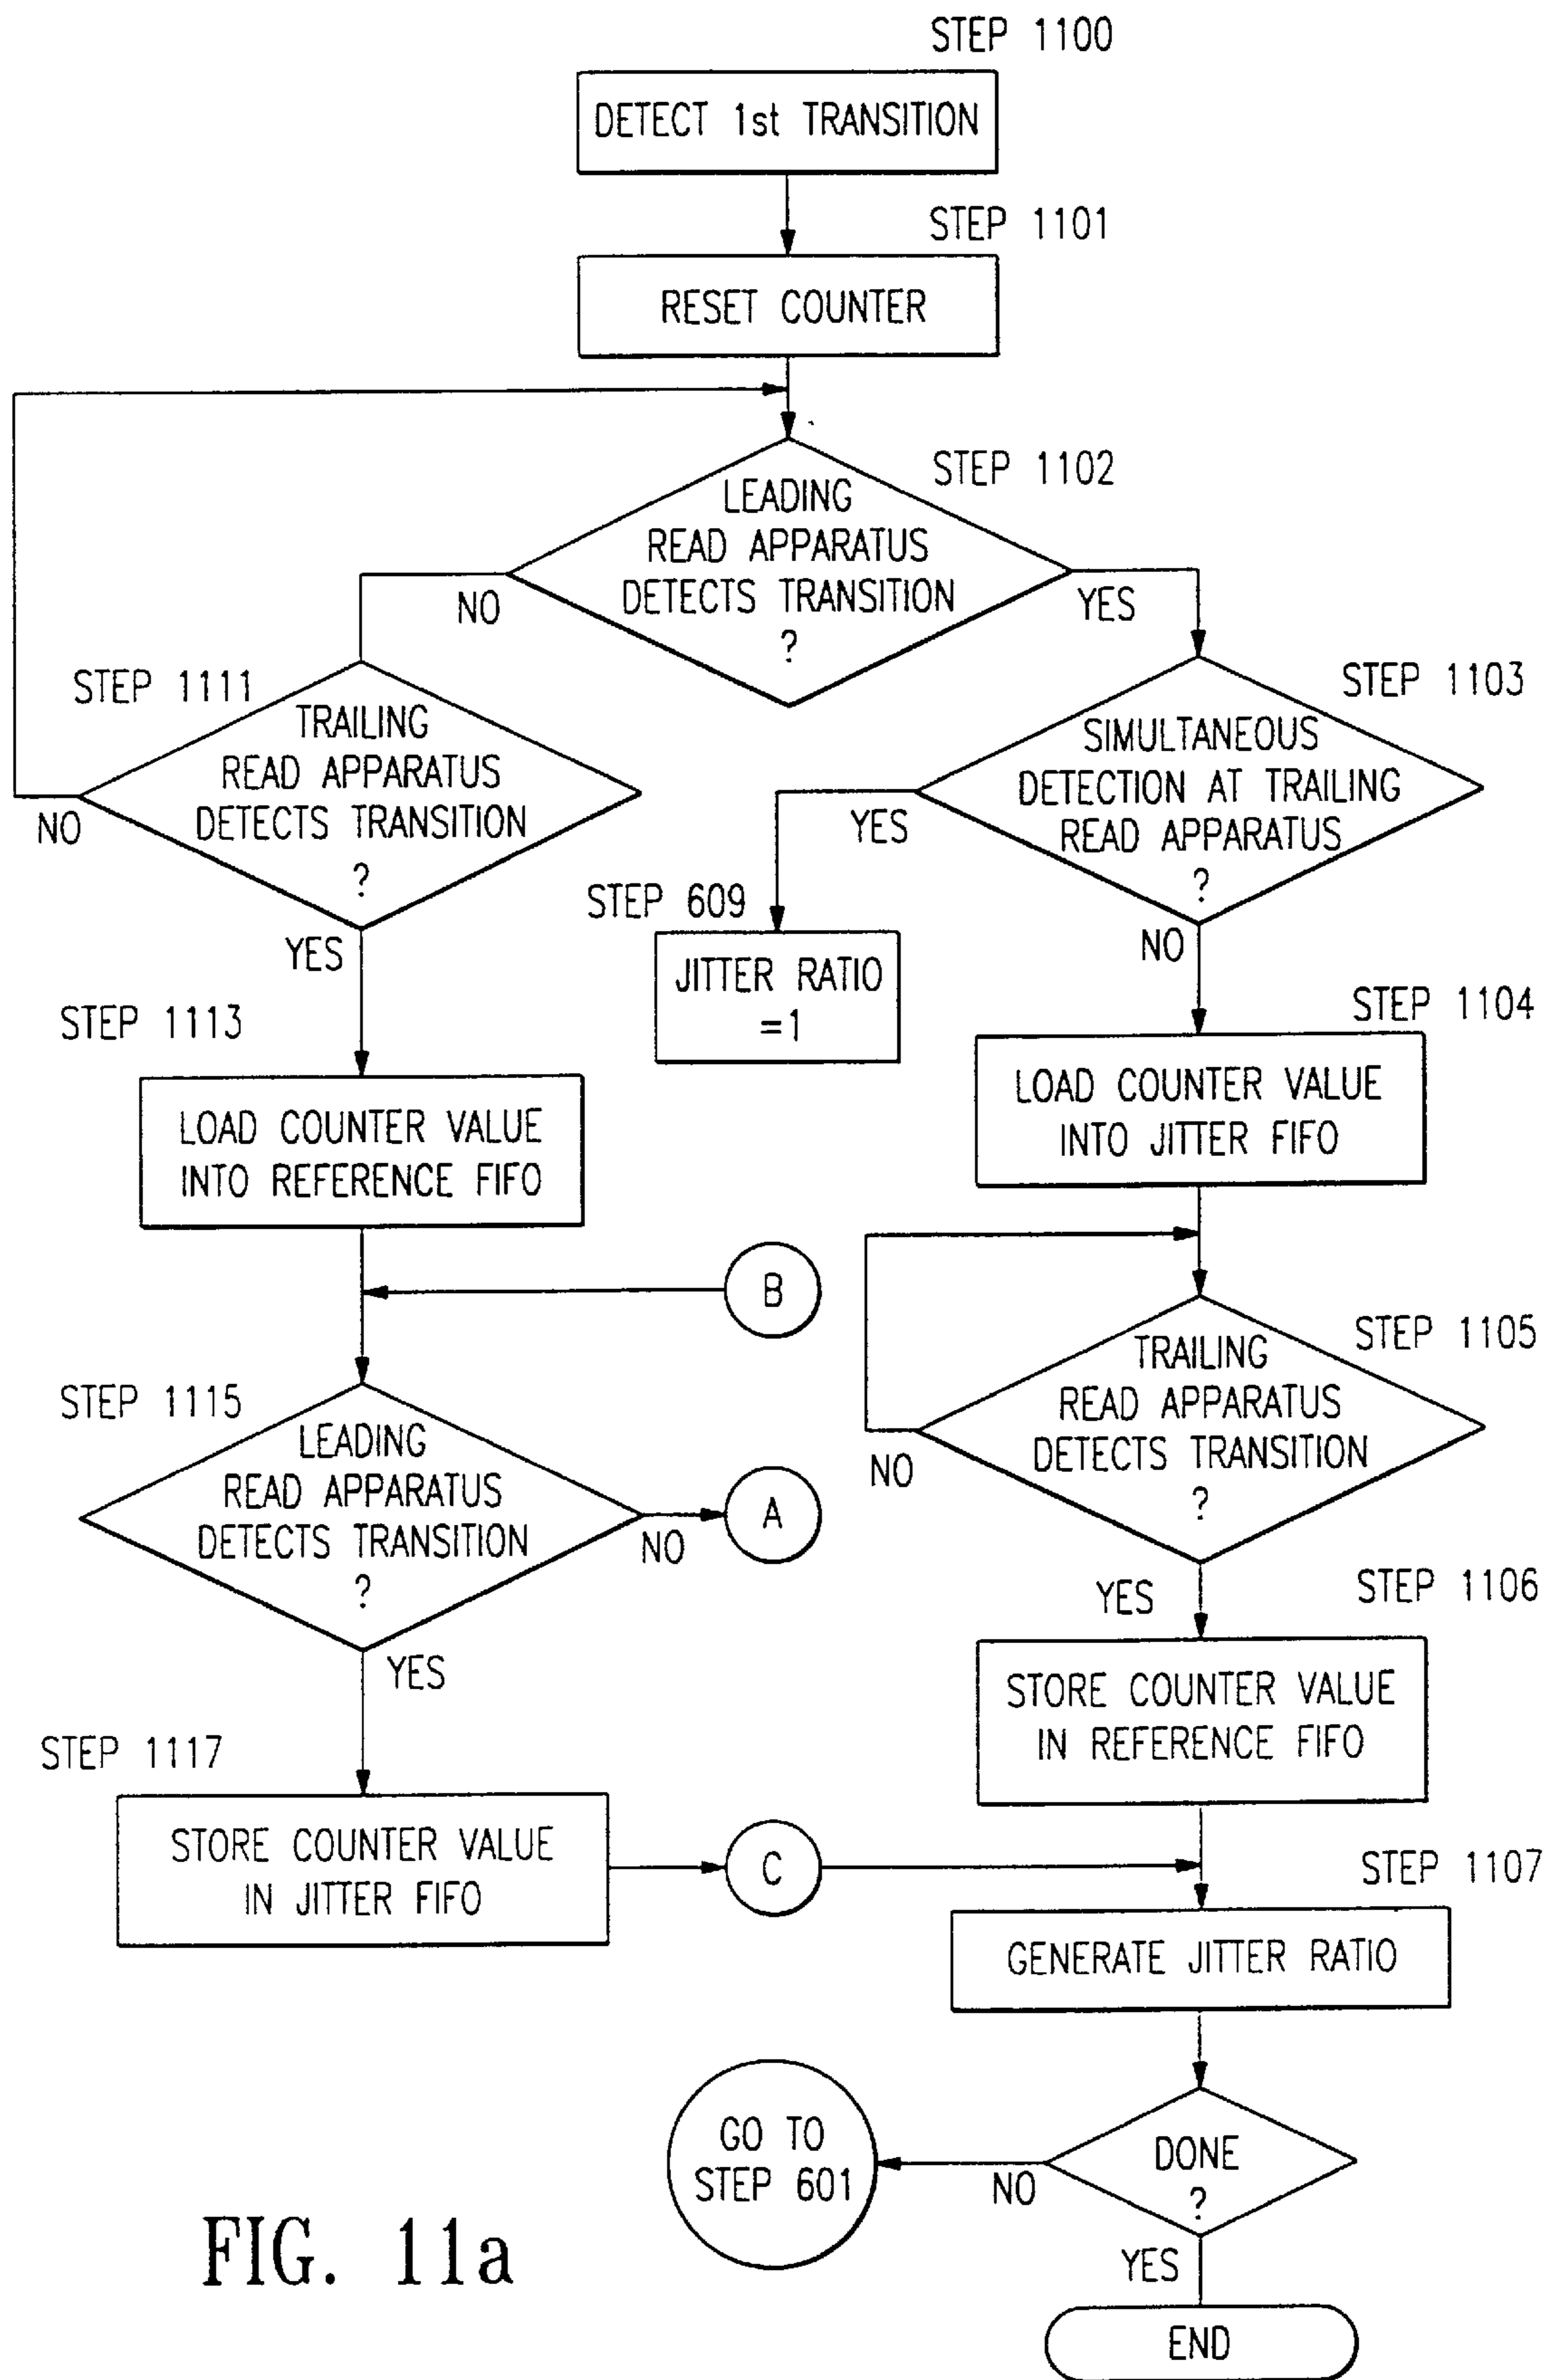 STEP 1100
DETECT 1st TRANSITION
STEP 1101
RESET COUNTER
STEP 1102
LEADING
READ APPARATUS
DETECTS TRANSITION
?
NO
YES
STEP 1111
TRAILING
READ APPARATUS
DETECTS TRANSITION
?
NO
YES
STEP 1103
SIMULTANEOUS
DETECTION AT TRAILING
READ APPARATUS
?
YES
NO
STEP 609
JITTER RATIO
=1
STEP 1113
LOAD COUNTER VALUE
INTO REFERENCE FIFO
STEP 1104
LOAD COUNTER VALUE
INTO JITTER FIFO
B
STEP 1105
TRAILING
READ APPARATUS
DETECTS TRANSITION
?
NO
YES
STEP 1115
LEADING
READ APPARATUS
DETECTS TRANSITION
?
NO
A
YES
STEP 1106
STORE COUNTER VALUE
IN REFERENCE FIFO
STEP 1117
STORE COUNTER VALUE
IN JITTER FIFO
C
STEP 1107
GENERATE JITTER RATIO
DONE
?
NO
GO TO
STEP 601
YES
END
FIG. 11a